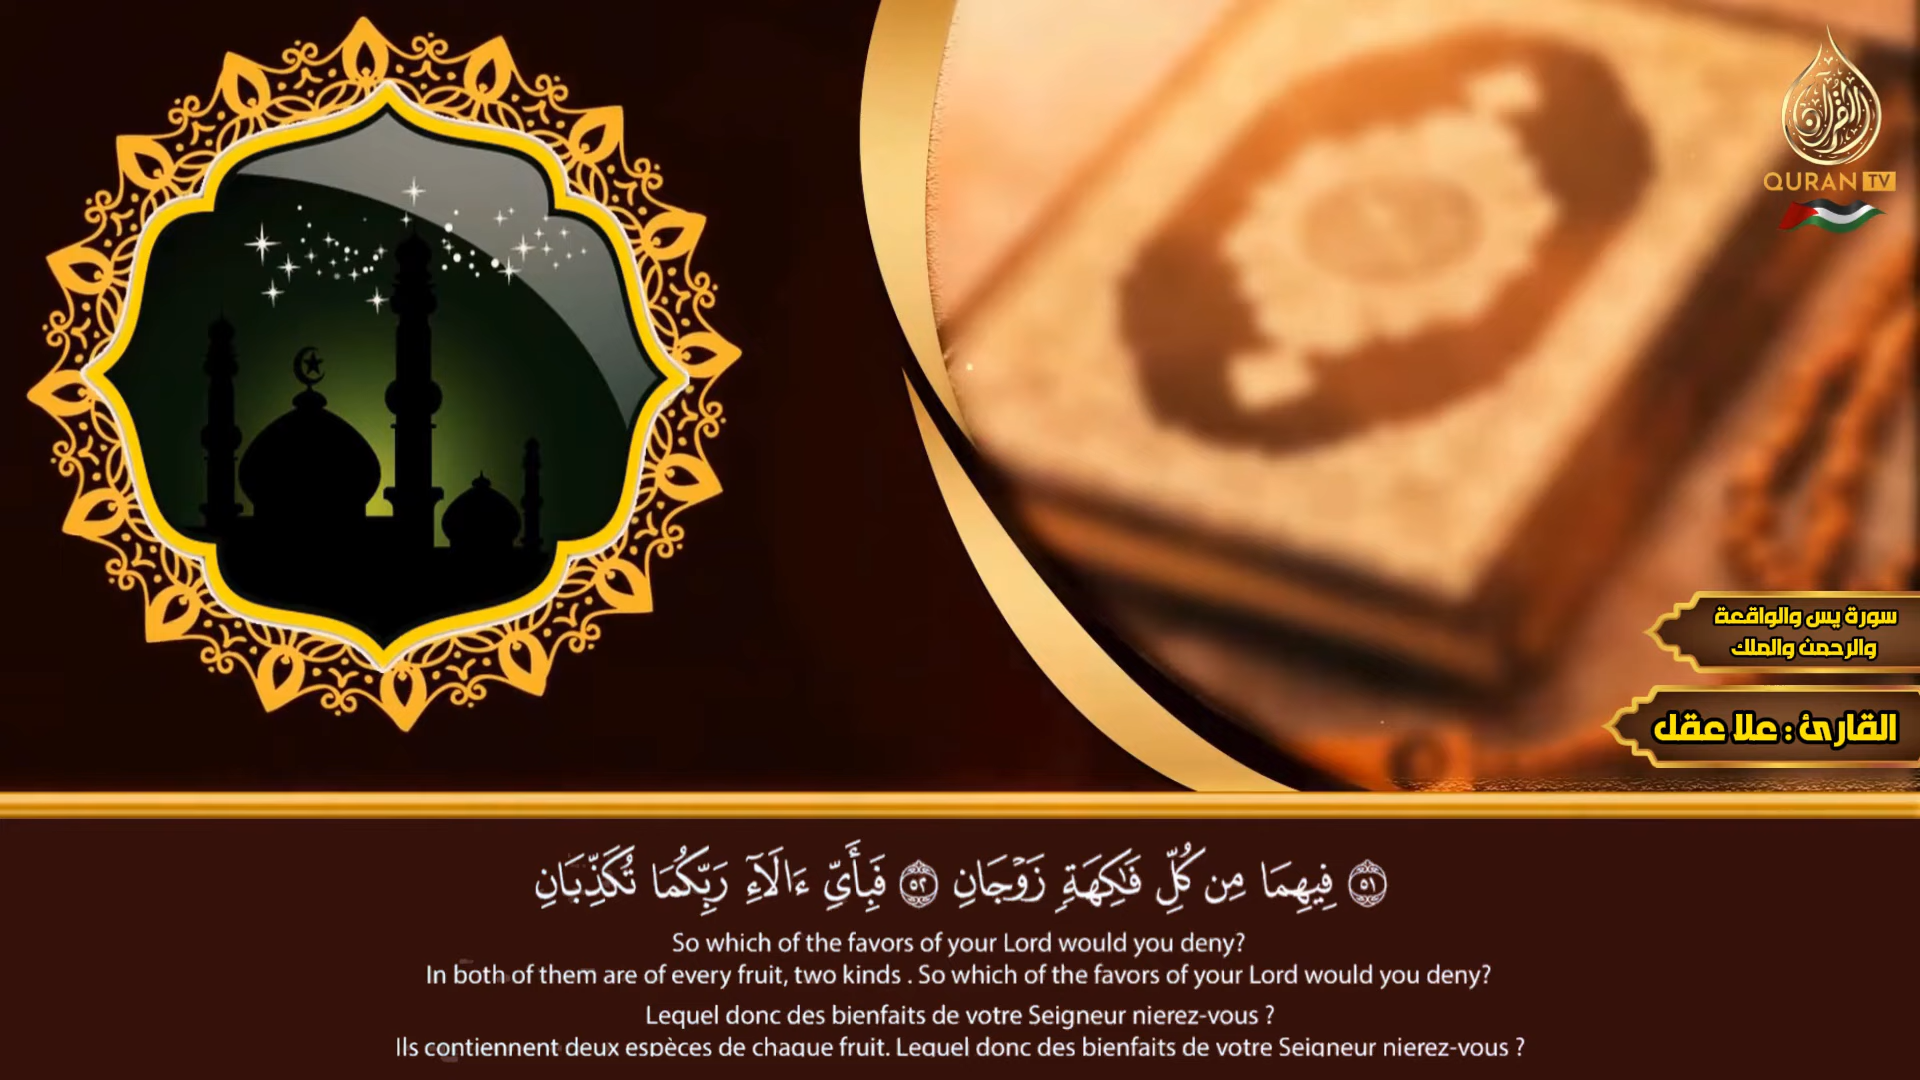 القرآن
QURAN TV
سورة يس والواقعة
والرحمن والملك
القارئ : علا عقل
۝٥١ فِيهِمَا مِن كُلِّ فَٰكِهَةٍ زَوْجَانِ ۝٥٢ فَبِأَيِّ ءَالَآءِ رَبِّكُمَا تُكَذِّبَانِ
So which of the favors of your Lord would you deny?
In both of them are of every fruit, two kinds . So which of the favors of your Lord would you deny?
Lequel donc des bienfaits de votre Seigneur nierez-vous ?
Ils contiennent deux espèces de chaque fruit. Lequel donc des bienfaits de votre Seigneur nierez-vous ?